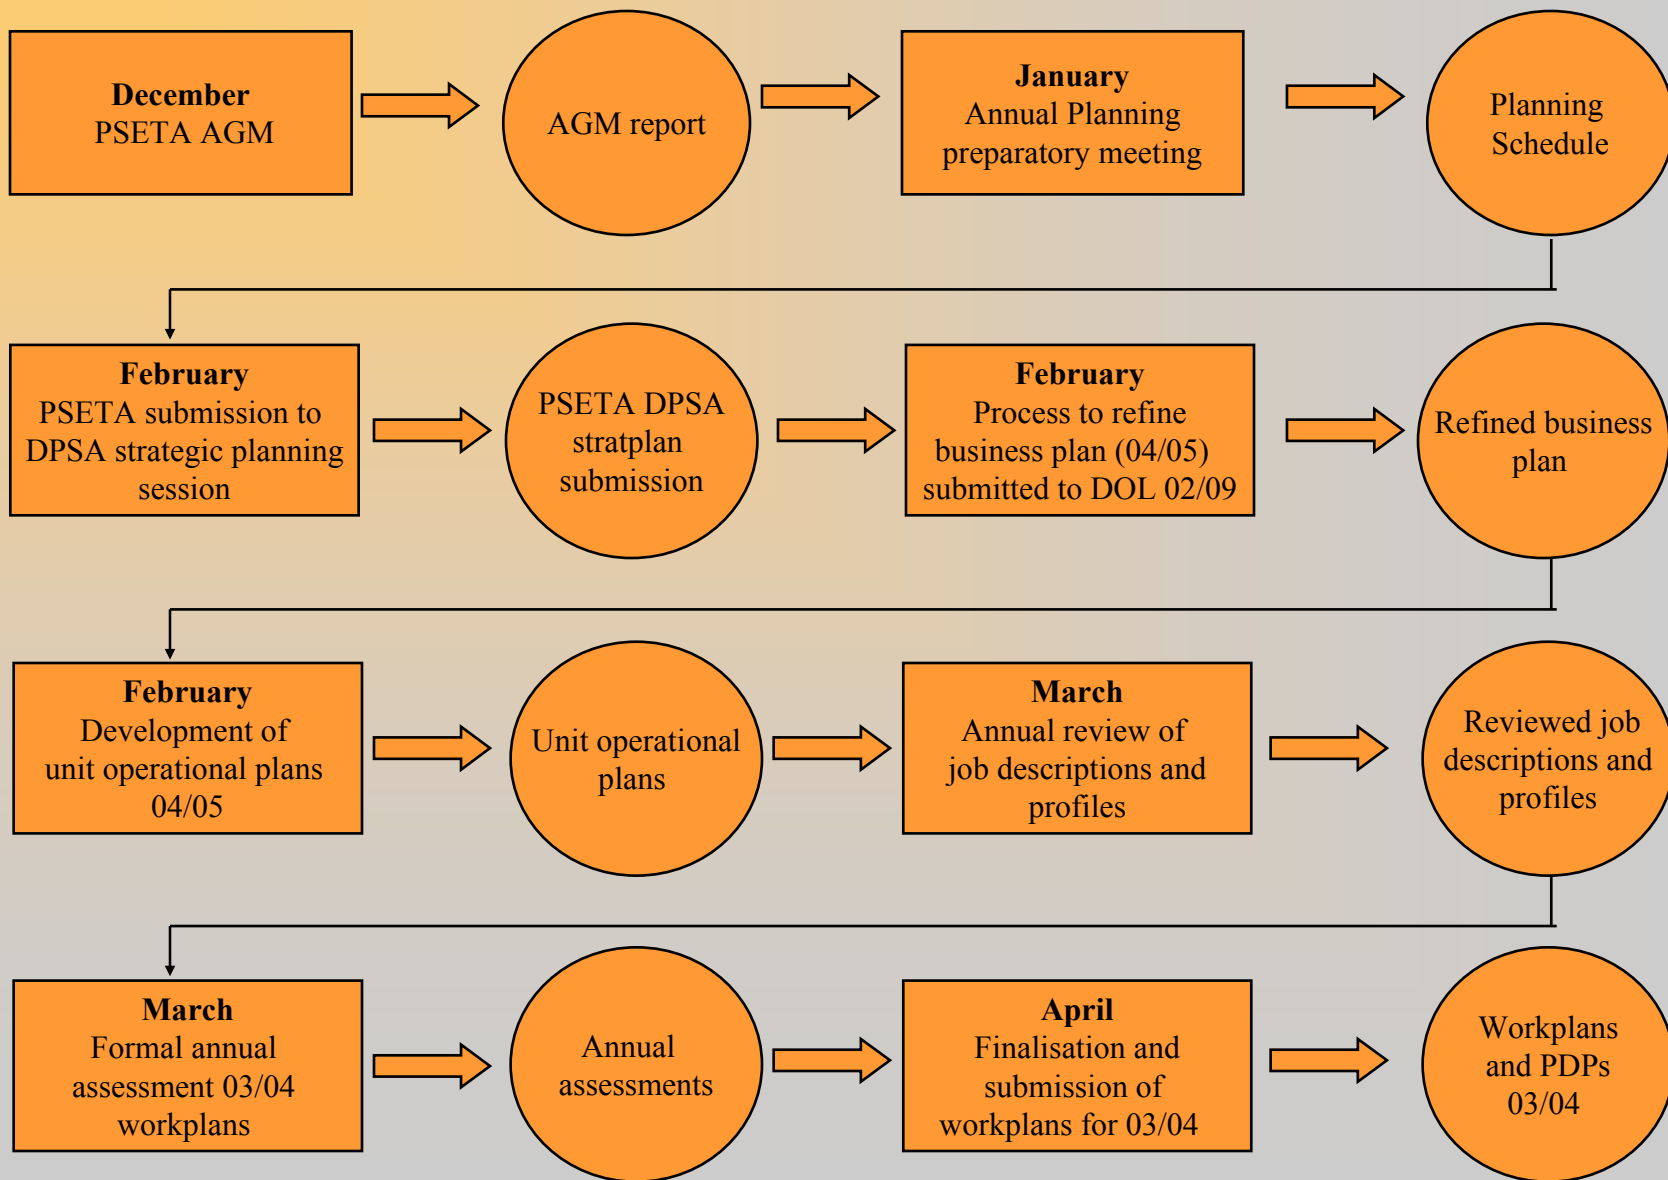 December
PSETA AGM
AGM report
January
Annual Planning
preparatory meeting
Planning
Schedule
February
PSETA submission to
DPSA strategic planning
session
PSETA DPSA
stratplan
submission
February
Process to refine
business plan (04/05)
submitted to DOL 02/09
Refined business
plan
February
Development of
unit operational plans
04/05
Unit operational
plans
March
Annual review of
job descriptions and
profiles
Reviewed job
descriptions and
profiles
March
Formal annual
assessment 03/04
workplans
Annual
assessments
April
Finalisation and
submission of
workplans for 03/04
Workplans
and PDPs
03/04